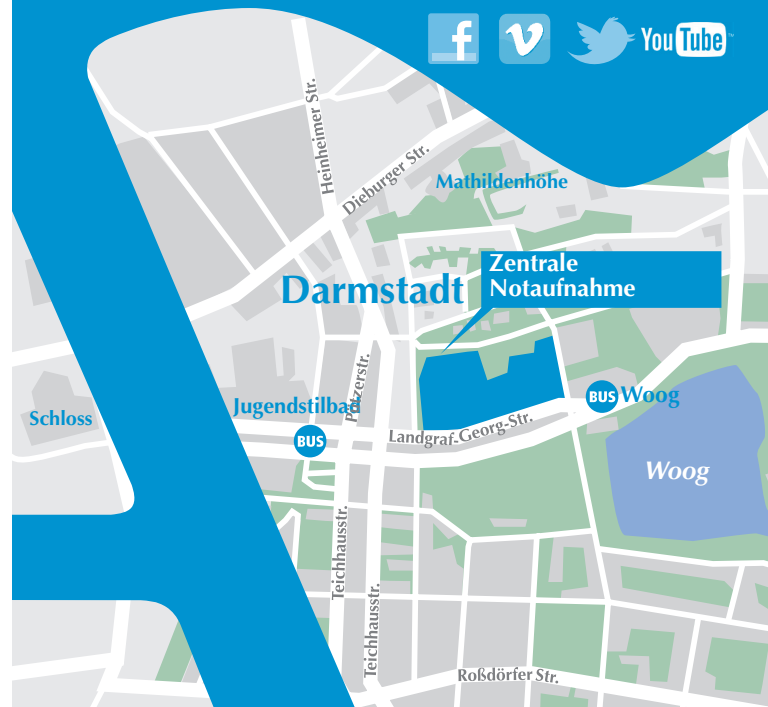 f
v
You Tube
Heinheimer Str.
Dieburger Str.
Mathildenhöhe
Zentrale
Notaufnahme
Darmstadt
Pützerstr.
Jugendstilbad
BUS
Woog
Schloss
BUS
Landgraf-Georg-Str.
Woog
Teichhausstr.
Teichhausstr.
Roßdörfer Str.